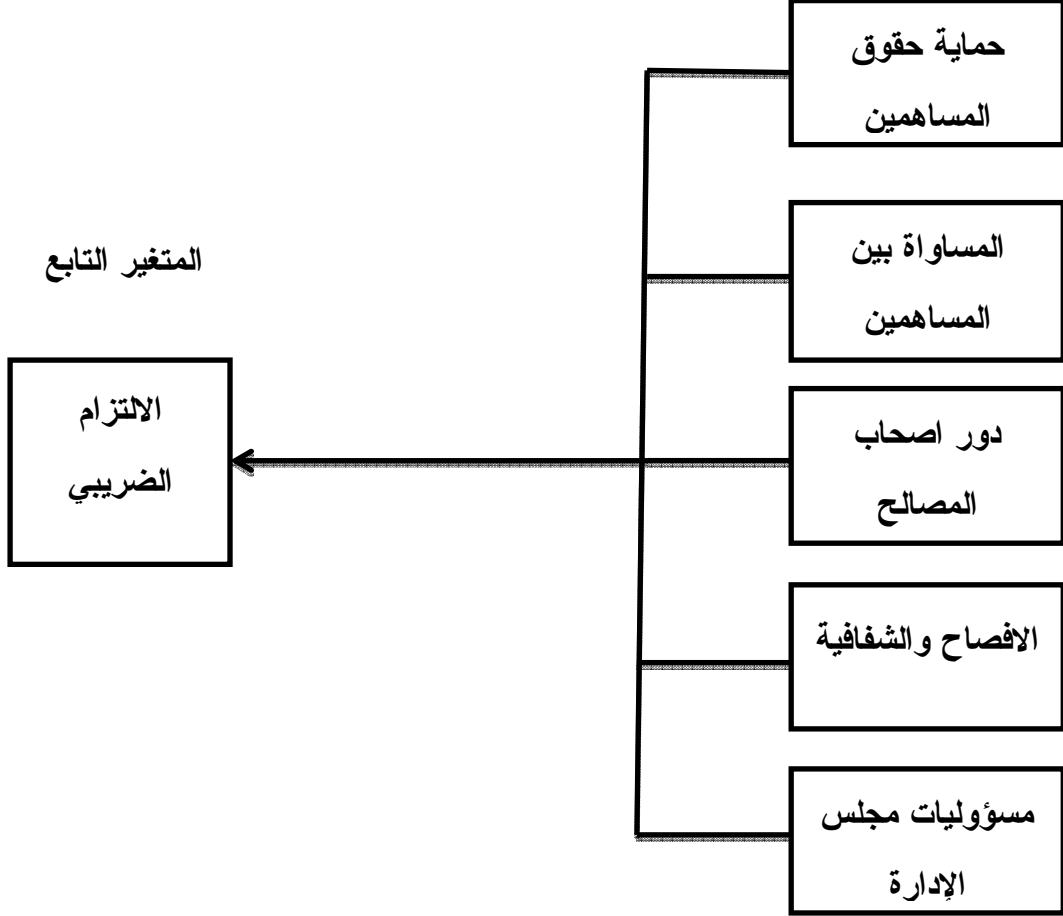 حماية حقوق
المساهمين
المساواة بين
المساهمين
المتغير التابع
الالتزام
الضريبي
دور اصحاب
المصالح
الافصاح والشفافية
مسؤوليات مجلس
الإدارة